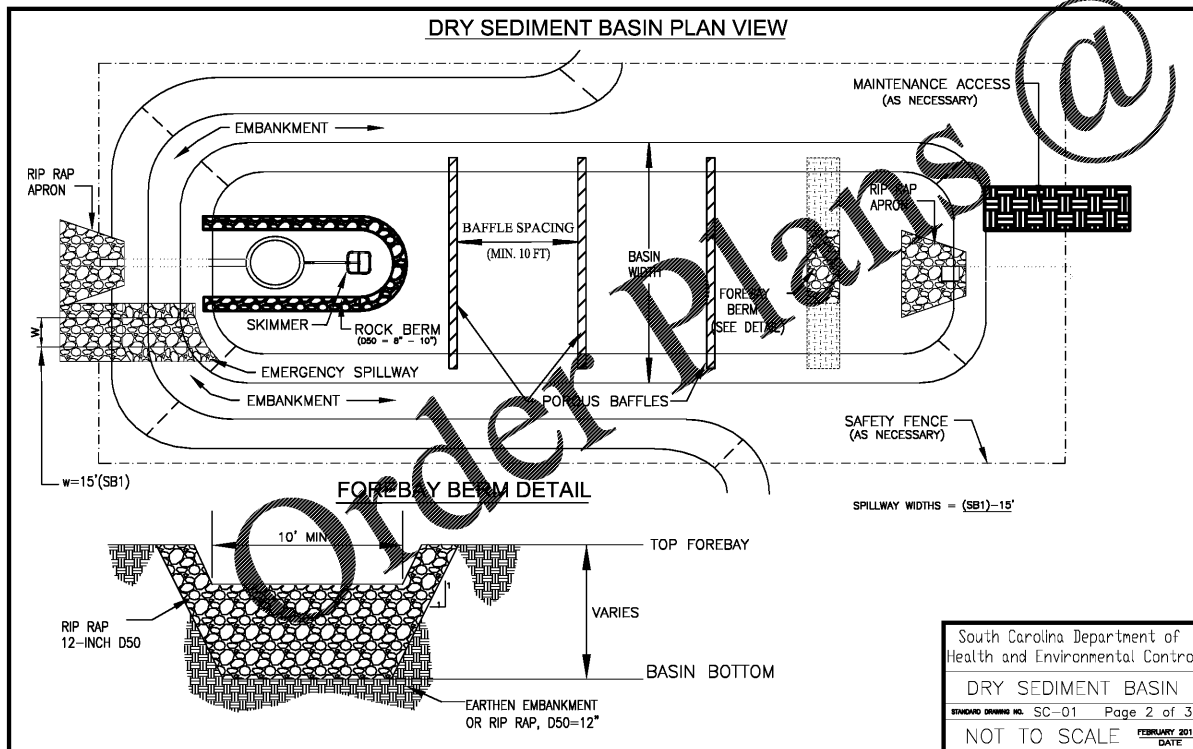 DRY SEDIMENT BASIN PLAN VIEW
MAINTENANCE ACCESS
(AS NECESSARY)
EMBANKMENT
RIP RAP
APRON
RIP RAP
APRON
BAFFLE SPACING
(MIN. 10 FT)
BASIN
WIDTH
FOREBAY
BERM
(SEE DETAIL)
W
SKIMMER
ROCK BERM
(D50 = 8" - 10")
EMERGENCY SPILLWAY
EMBANKMENT
POROUS BAFFLES
SAFETY FENCE
(AS NECESSARY)
w=15'(SB1)
SPILLWAY WIDTHS = (SB1)-15'
FOREBAY BERM DETAIL
10' MIN
TOP FOREBAY
1
1
VARIES
RIP RAP
12-INCH D50
BASIN BOTTOM
EARTHEN EMBANKMENT
OR RIP RAP, D50=12"
Order Plans @
South Carolina Department of
Health and Environmental Contro
DRY SEDIMENT BASIN
STANDARD DRAWING NO. SC-01 Page 2 of 3
NOT TO SCALE FEBRUARY 201
DATE